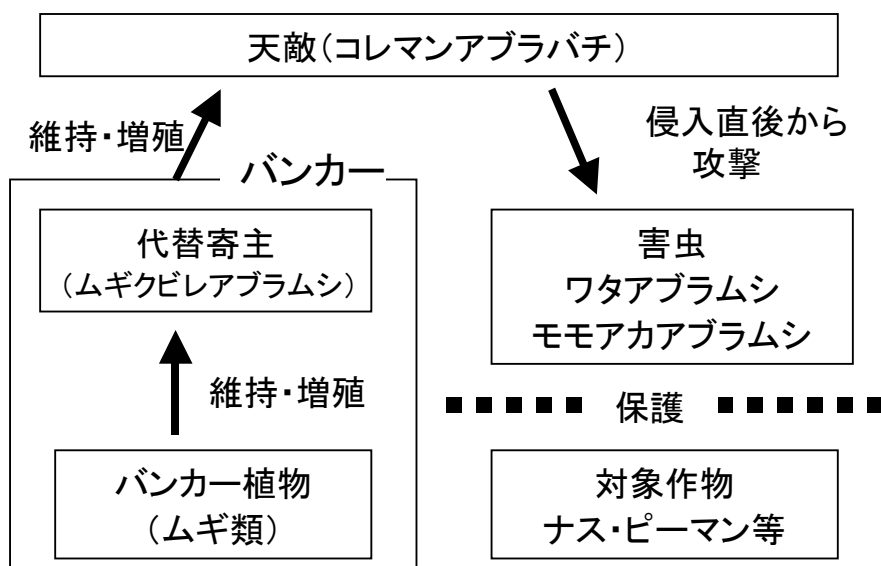 天敵（コレマンアブラバチ）
維持・増殖
侵入直後から
攻撃
バンカー
代替寄主
（ムギクビレアブラムシ）
害虫
ワタアブラムシ
モモアカアブラムシ
維持・増殖
保護
バンカー植物
（ムギ類）
対象作物
ナス・ピーマン等